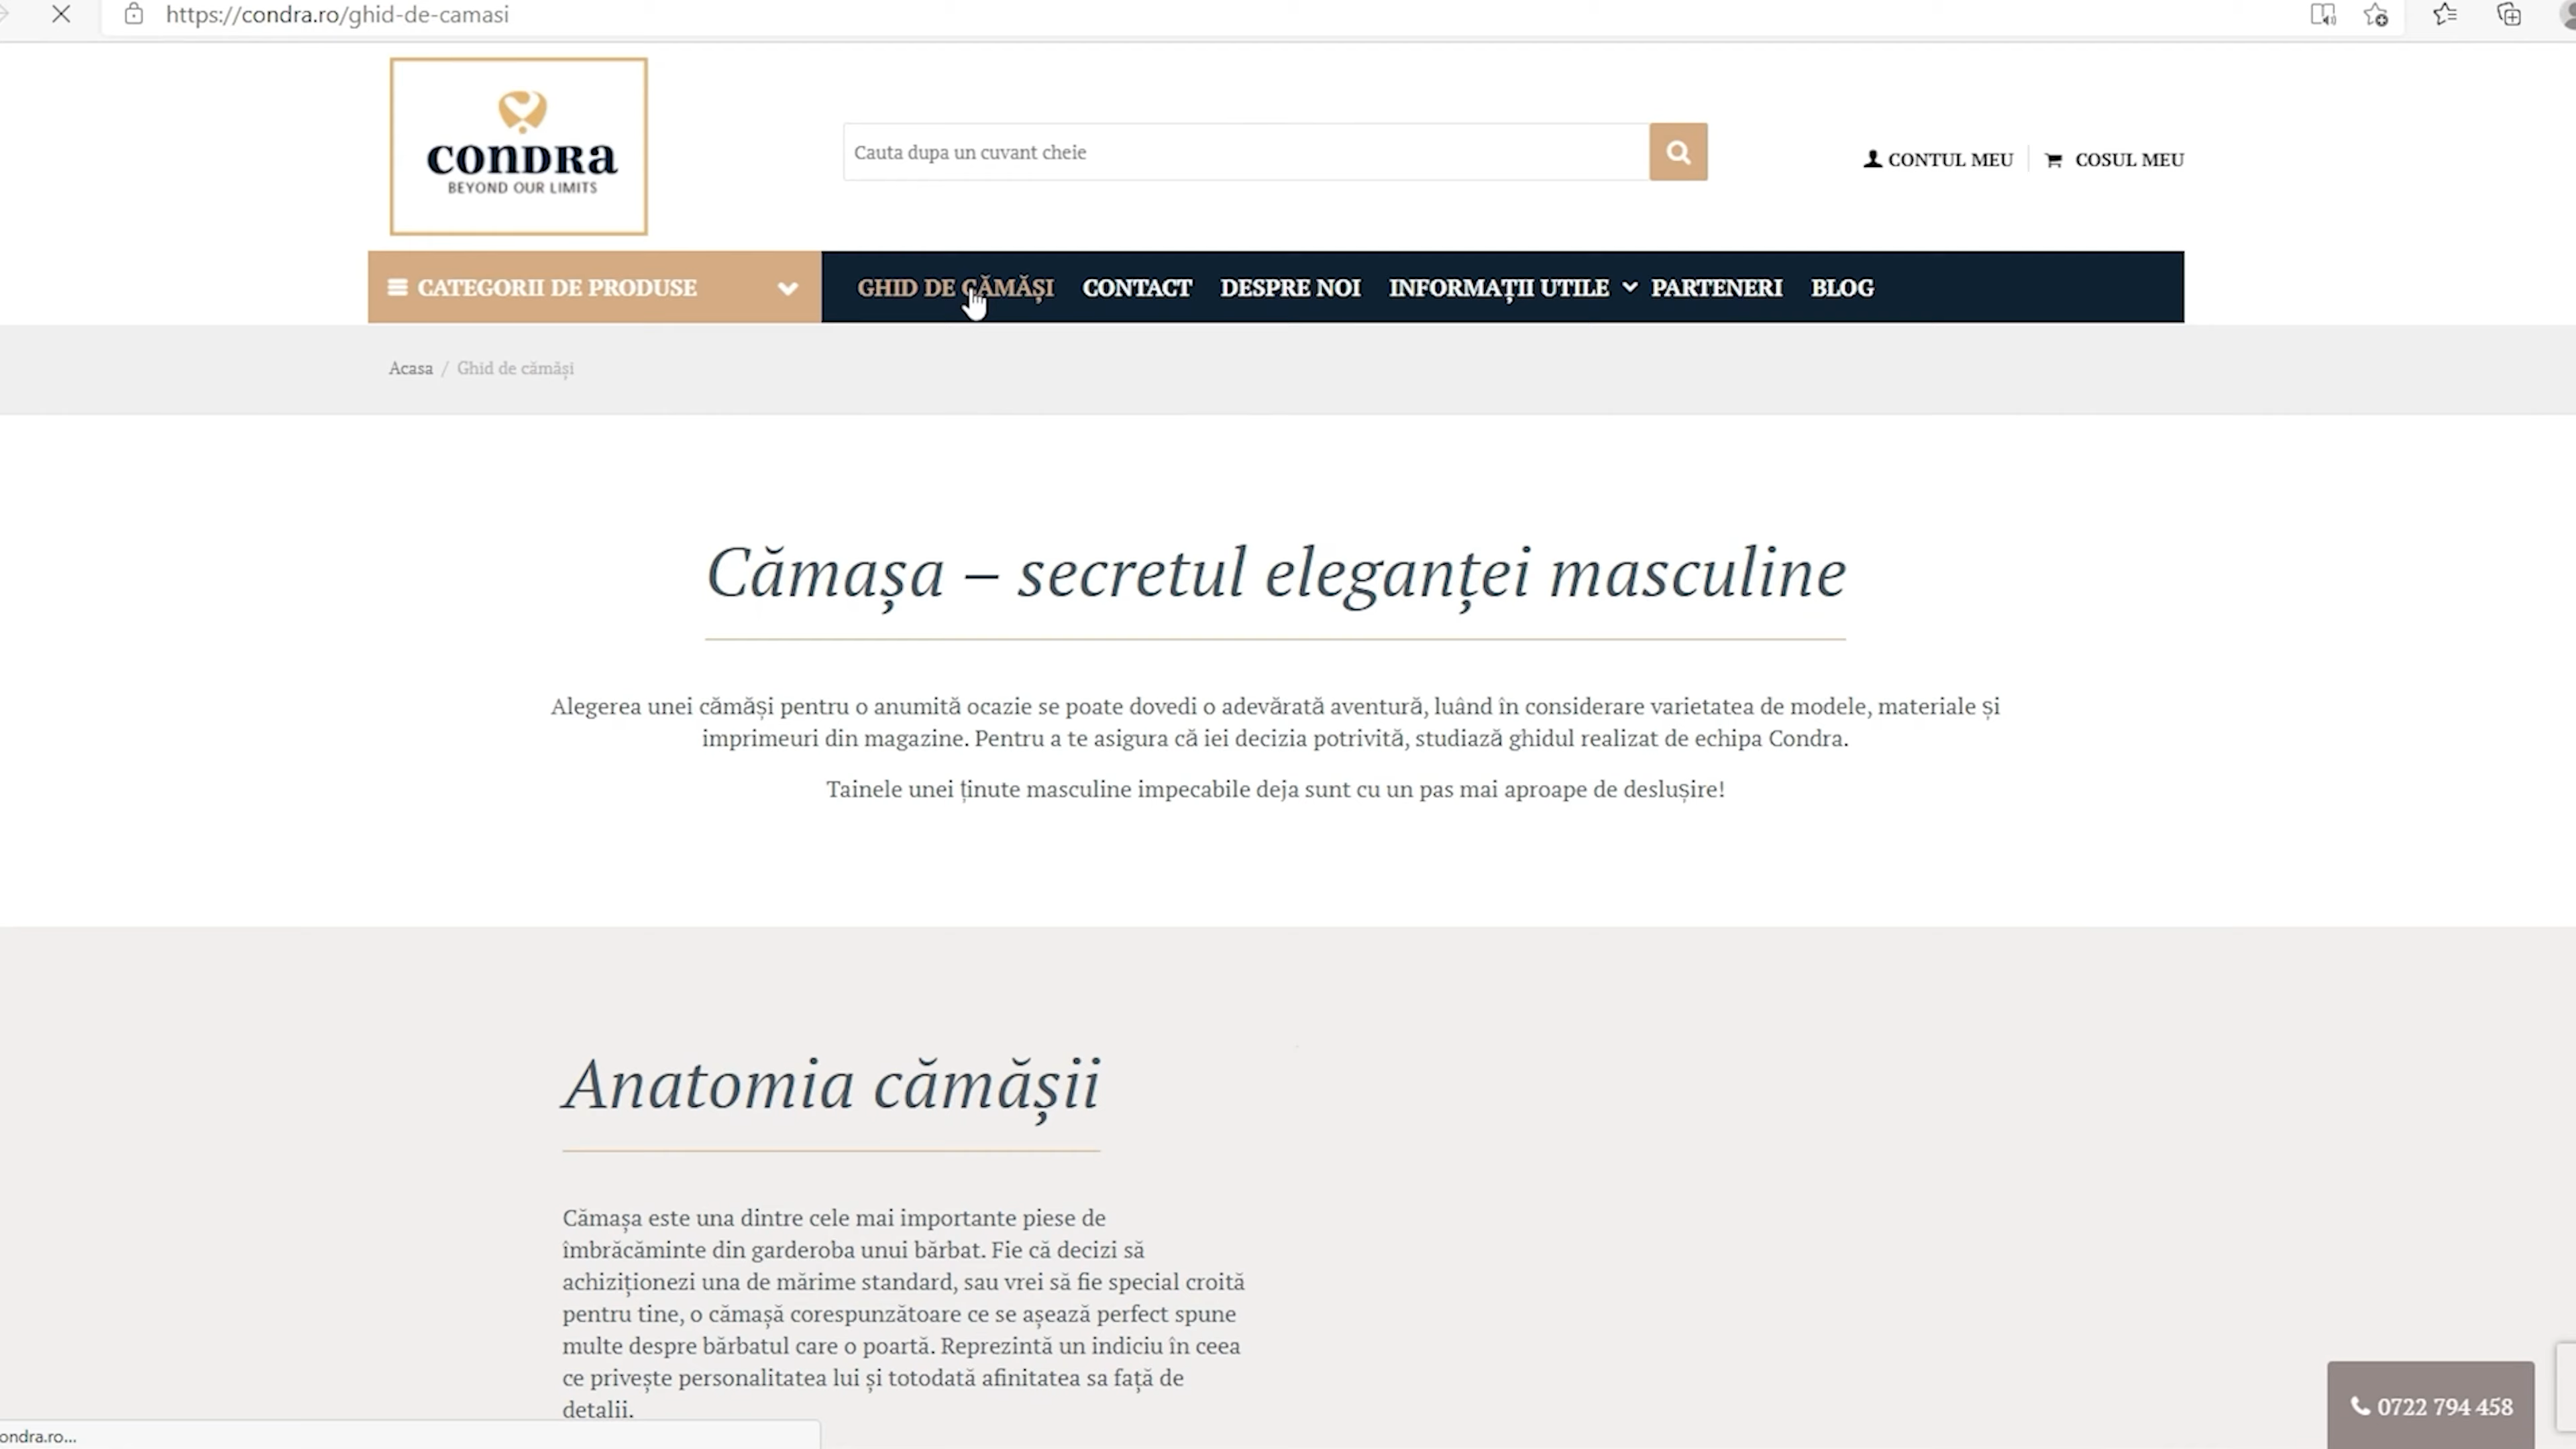 https://condra.ro/ghid-de-camasi
CONDRA
BEYOND OUR LIMITS
Cauta dupa un cuvant cheie
CONTUL MEU
COSUL MEU
CATEGORII DE PRODUSE
GHID DE CĂMĂȘI
CONTACT
DESPRE NOI
INFORMAȚII UTILE
PARTENERI
BLOG
Acasa / Ghid de cămăși
Cămașa – secretul eleganței masculine
Alegerea unei cămăși pentru o anumită ocazie se poate dovedi o adevărată aventură, luând în considerare varietatea de modele, materiale și
imprimeuri din magazine. Pentru a te asigura că iei decizia potrivită, studiază ghidul realizat de echipa Condra.
Tainele unei ținute masculine impecabile deja sunt cu un pas mai aproape de deslușire!
Anatomia cămășii
Cămașa este una dintre cele mai importante piese de
îmbrăcăminte din garderoba unui bărbat. Fie că decizi să
achiziționezi una de mărime standard, sau vrei să fie special croită
pentru tine, o cămașă corespunzătoare ce se așează perfect spune
multe despre bărbatul care o poartă. Reprezintă un indiciu în ceea
ce privește personalitatea lui și totodată afinitatea sa față de
detalii.
0722 794 458
ondra.ro...